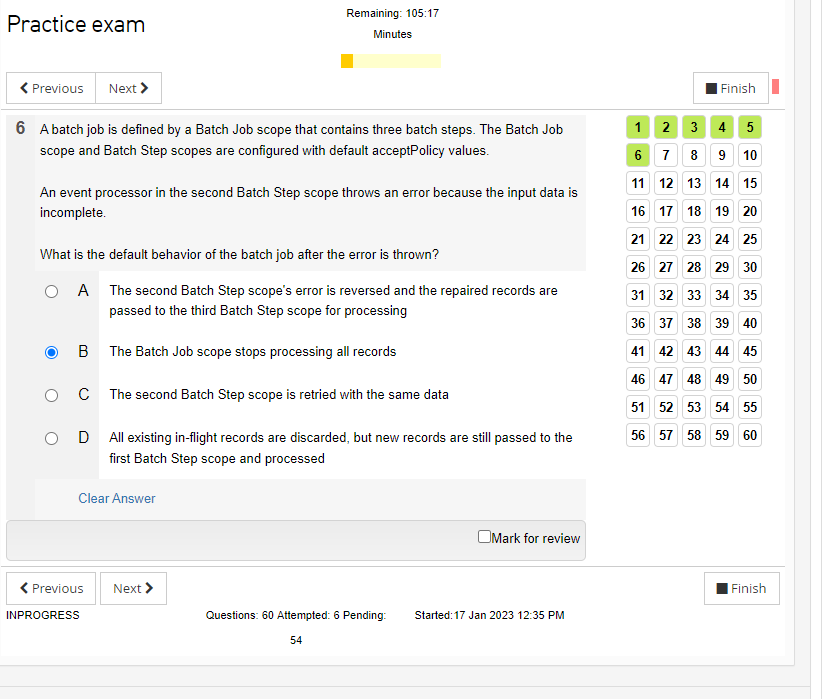 Practice exam
Remaining: 105:17
Minutes
Previous
Next
Finish
6
A batch job is defined by a Batch Job scope that contains three batch steps. The Batch Job
scope and Batch Step scopes are configured with default acceptPolicy values.
An event processor in the second Batch Step scope throws an error because the input data is
incomplete.
What is the default behavior of the batch job after the error is thrown?
A The second Batch Step scope's error is reversed and the repaired records are
passed to the third Batch Step scope for processing
B The Batch Job scope stops processing all records
C The second Batch Step scope is retried with the same data
D All existing in-flight records are discarded, but new records are still passed to the
first Batch Step scope and processed
Clear Answer
Mark for review
1 2 3 4 5
6 7 8 9 10
11 12 13 14 15
16 17 18 19 20
21 22 23 24 25
26 27 28 29 30
31 32 33 34 35
36 37 38 39 40
41 42 43 44 45
46 47 48 49 50
51 52 53 54 55
56 57 58 59 60
Previous
Next
Finish
INPROGRESS
Questions: 60 Attempted: 6 Pending:
54
Started:17 Jan 2023 12:35 PM